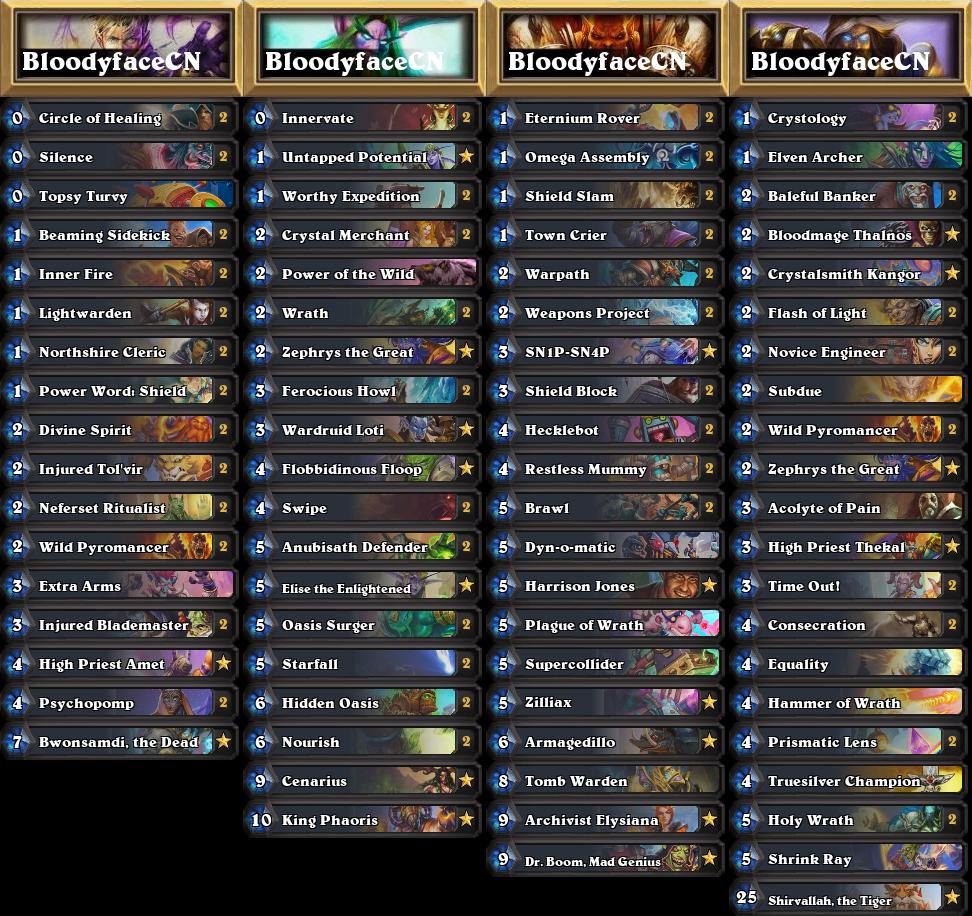 BloodyfaceCN
0 Circle of Healing 2
0 Silence 2
0 Topsy Turvy
1 Beaming Sidekick 2
1 Inner Fire 2
1 Lightwarden 2
1 Northshire Cleric 2
1 Power Word: Shield 2
2 Divine Spirit 2
2 Injured Tol'vir 2
2 Neferset Ritualist 2
2 Wild Pyromancer 2
3 Extra Arms
3 Injured Blademaster 2
4 High Priest Amet
4 Psychopomp 2
7 Bwonsamdi, the Dead
BloodyfaceCN
0 Innervate 2
1 Untapped Potential
1 Worthy Expedition 2
2 Crystal Merchant 2
2 Power of the Wild
2 Wrath 2
2 Zephrys the Great
3 Ferocious Howl 2
3 Wardruid Loti
4 Flobbidinous Floop
4 Swipe 2
5 Anubisath Defender 2
5 Elise the Enlightened
5 Oasis Surger 2
5 Starfall 2
6 Hidden Oasis 2
6 Nourish 2
9 Cenarius
10 King Phaoris
BloodyfaceCN
1 Eternium Rover 2
1 Omega Assembly 2
1 Shield Slam 2
1 Town Crier 2
2 Warpath 2
2 Weapons Project 2
3 SN1P-SN4P
3 Shield Block 2
4 Hecklebot 2
4 Restless Mummy 2
5 Brawl 2
5 Dyn-o-matic
5 Harrison Jones
5 Plague of Wrath
5 Supercollider
5 Zilliax
6 Armagedillo
8 Tomb Warden 2
9 Archivist Elysiana
9 Dr. Boom, Mad Genius
BloodyfaceCN
1 Crystology 2
1 Elven Archer
2 Baleful Banker 2
2 Bloodmage Thalnos
2 Crystalsmith Kangor
2 Flash of Light 2
2 Novice Engineer 2
2 Subdue
2 Wild Pyromancer 2
2 Zephrys the Great
3 Acolyte of Pain
3 High Priest Thekal
3 Time Out! 2
4 Consecration 2
4 Equality
4 Hammer of Wrath
4 Prismatic Lens 2
4 Truesilver Champion
5 Holy Wrath 2
5 Shrink Ray
25 Shirvallah, the Tiger